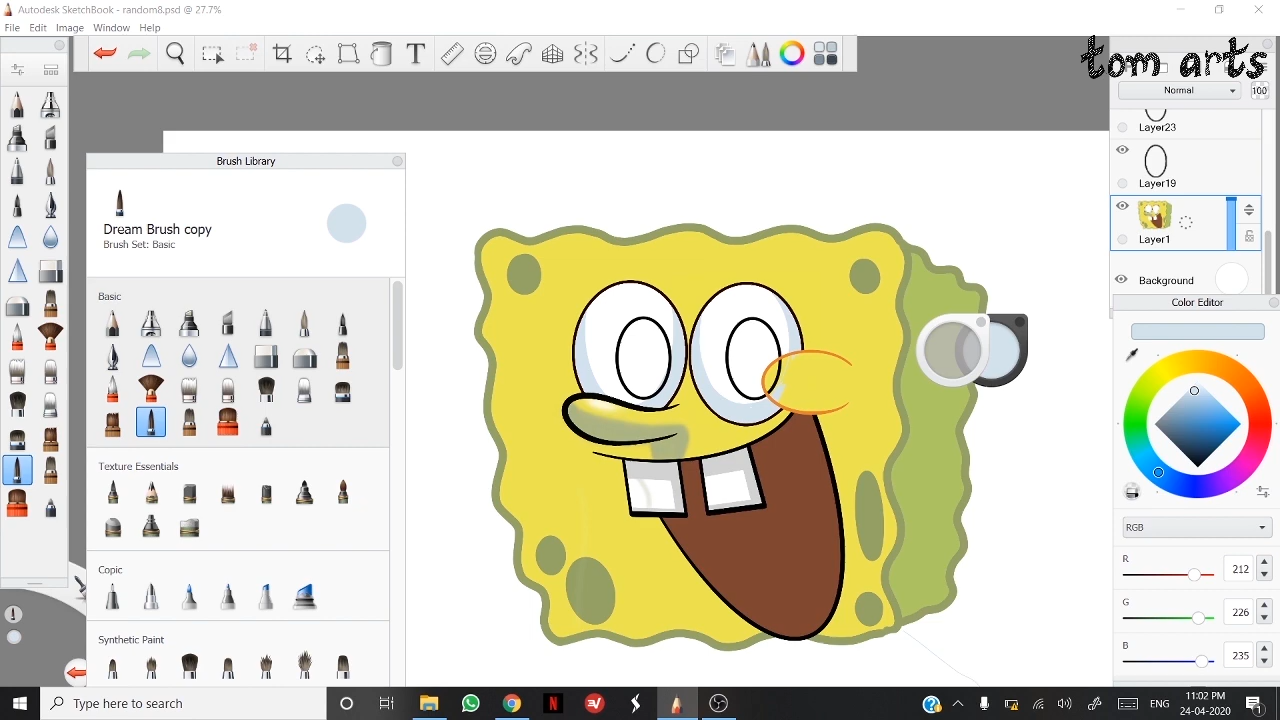 Autodesk SketchBook - random8.psd @ 27.7%
File Edit Image Window Help
tom arts
Normal
100
Layer23
Layer19
Layer1
Background
Brush Library
Dream Brush copy
Brush Set: Basic
Basic
Texture Essentials
Copic
Synthetic Paint
Color Editor
RGB
R 212
G 226
B 235
Type here to search
ENG
11:02 PM
24-04-2020